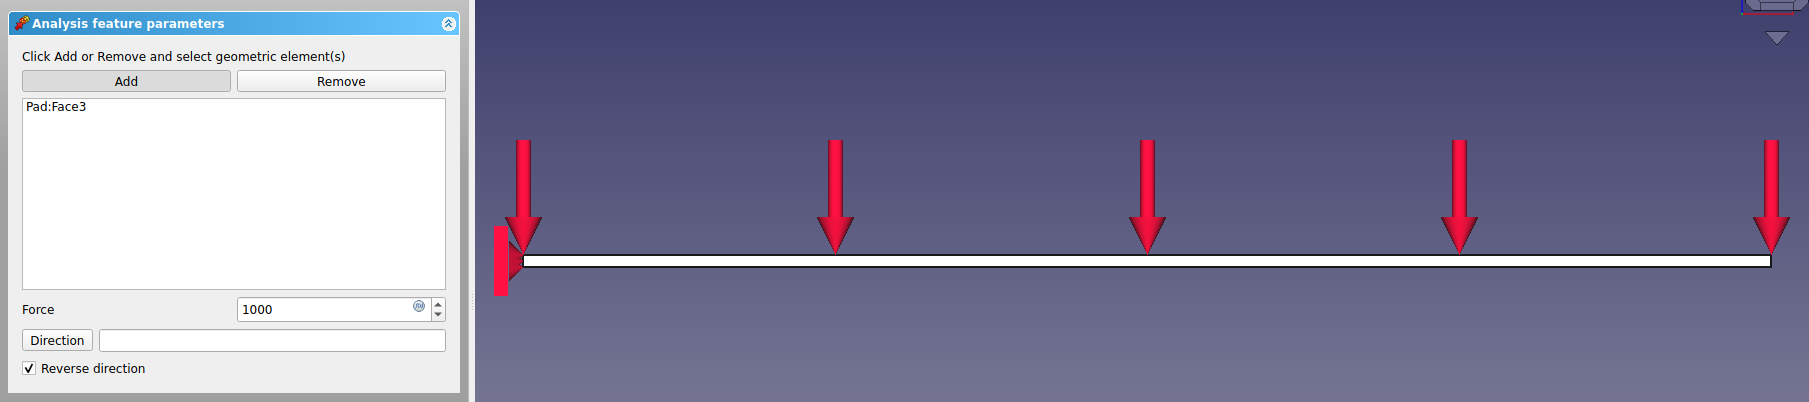 Analysis feature parameters
Click Add or Remove and select geometric element(s)
Add Remove
Pad:Face3
Force 1000
Direction
Reverse direction